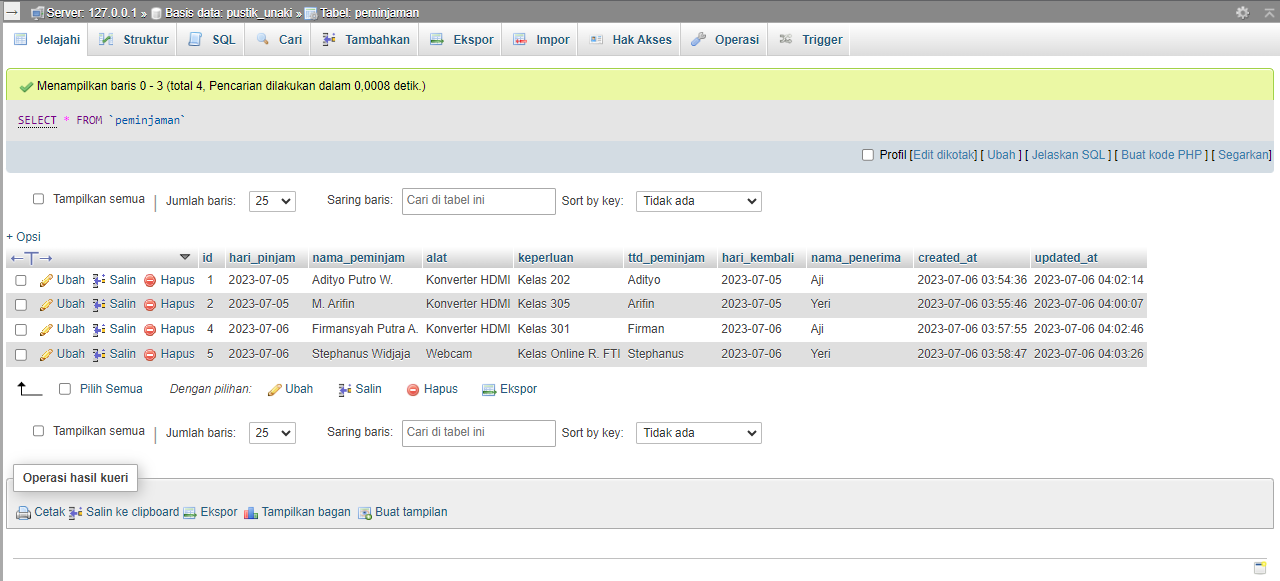 Server: 127.0.0.1 » Basis data: pustik_unaki » Tabel: peminjaman
Jelajahi Struktur SQL Cari Tambahkan Ekspor Impor Hak Akses Operasi Trigger
Menampilkan baris 0 - 3 (total 4, Pencarian dilakukan dalam 0,0008 detik.)
SELECT * FROM `peminjaman`
Profil [Edit dikotak] [ Ubah ] [ Jelaskan SQL ] [ Buat kode PHP ] [ Segarkan]
Tampilkan semua | Jumlah baris: 25 Saring baris: Cari di tabel ini Sort by key: Tidak ada
+ Opsi
←T→ id hari_pinjam nama_peminjam alat keperluan ttd_peminjam hari_kembali nama_penerima created_at updated_at
Ubah Salin Hapus 1 2023-07-05 Adityo Putro W. Konverter HDMI Kelas 202 Adityo 2023-07-05 Aji 2023-07-06 03:54:36 2023-07-06 04:02:14
Ubah Salin Hapus 2 2023-07-05 M. Arifin Konverter HDMI Kelas 305 Arifin 2023-07-05 Yeri 2023-07-06 03:55:46 2023-07-06 04:00:07
Ubah Salin Hapus 4 2023-07-06 Firmansyah Putra A. Konverter HDMI Kelas 301 Firman 2023-07-06 Aji 2023-07-06 03:57:55 2023-07-06 04:02:46
Ubah Salin Hapus 5 2023-07-06 Stephanus Widjaja Webcam Kelas Online R. FTI Stephanus 2023-07-06 Yeri 2023-07-06 03:58:47 2023-07-06 04:03:26
Pilih Semua Dengan pilihan: Ubah Salin Hapus Ekspor
Tampilkan semua | Jumlah baris: 25 Saring baris: Cari di tabel ini Sort by key: Tidak ada
Operasi hasil kueri
Cetak Salin ke clipboard Ekspor Tampilkan bagan Buat tampilan